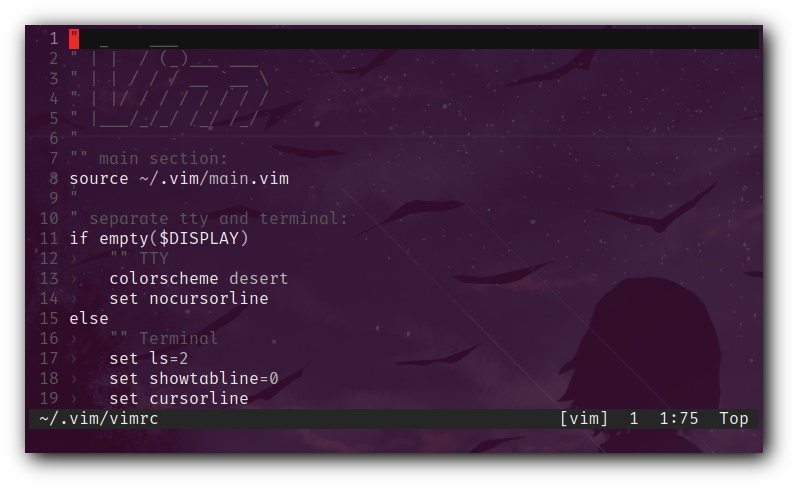 1 "   _    ___
2 " | |  / (_)___ ___
3 " | | / / / __ `__ \
4 " | |/ / / / / / / /
5 " |___/_/_/ /_/ /_/
6 "
7 "" main section:
8 source ~/.vim/main.vim
9 "
10 " separate tty and terminal:
11 if empty($DISPLAY)
12 ›   "" TTY
13 ›   colorscheme desert
14 ›   set nocursorline
15 else
16 ›   "" Terminal
17 ›   set ls=2
18 ›   set showtabline=0
19 ›   set cursorline
~/.vim/vimrc [vim] 1 1:75 Top